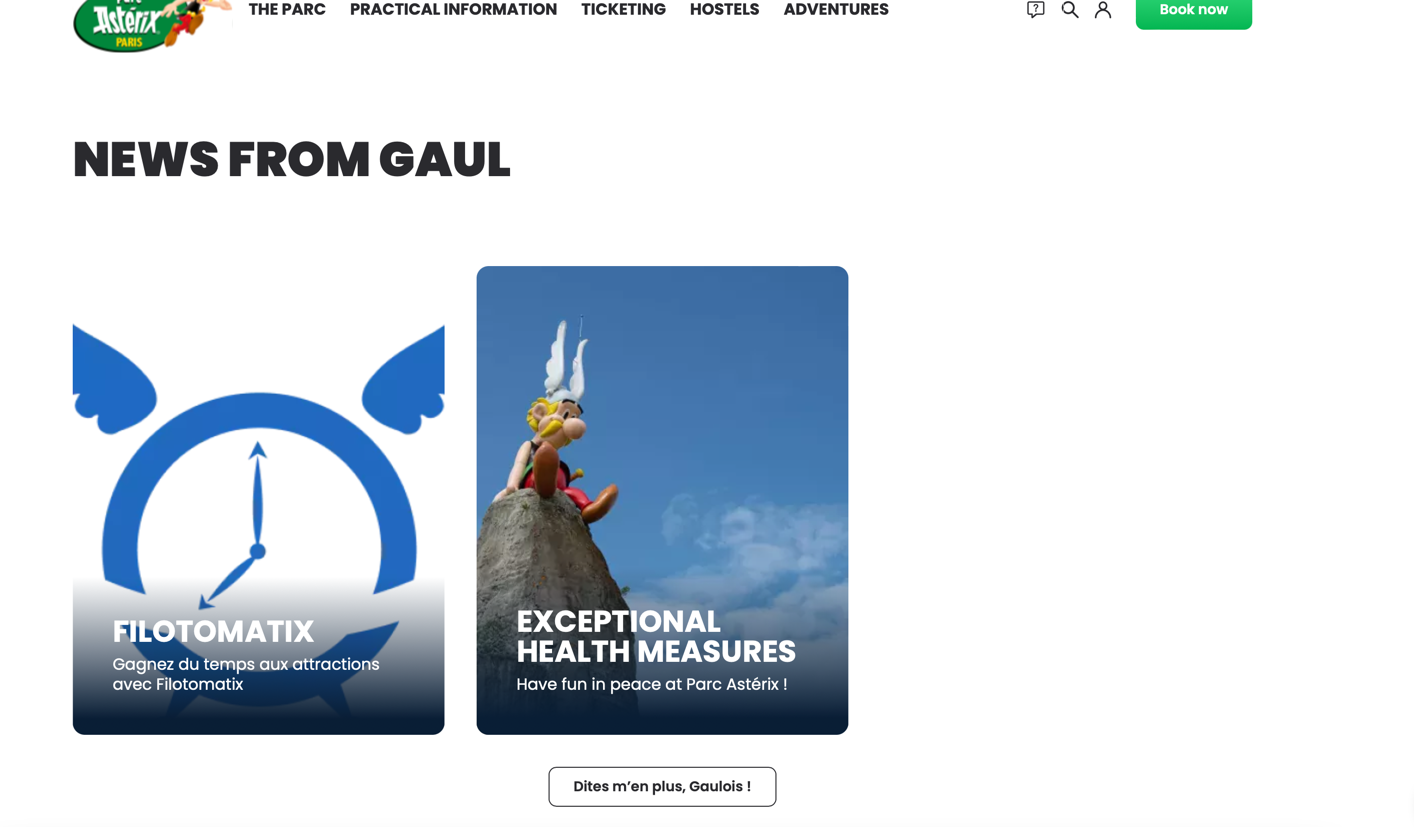 Parc
Astérix
PARIS
THE PARC PRACTICAL INFORMATION TICKETING HOSTELS ADVENTURES
?
Book now
NEWS FROM GAUL
FILOTOMATIX
Gagnez du temps aux attractions
avec Filotomatix
EXCEPTIONAL
HEALTH MEASURES
Have fun in peace at Parc Astérix !
Dites m’en plus, Gaulois !